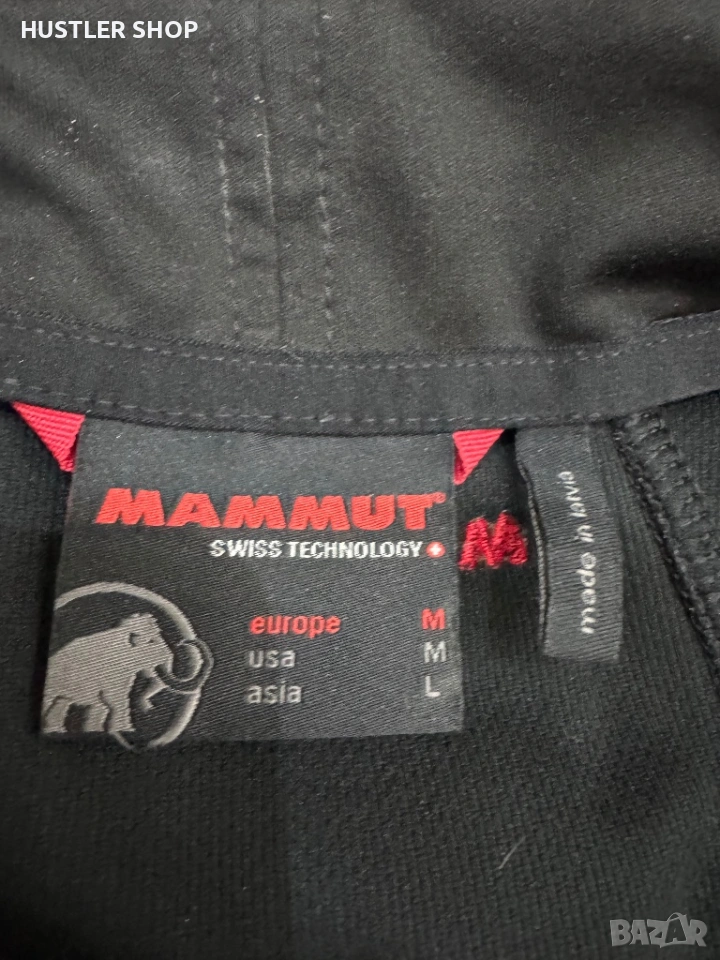 HUSTLER SHOP
MAMMUT®
SWISS TECHNOLOGY
europe M
usa M
asia L
made in latvia
BAZAR